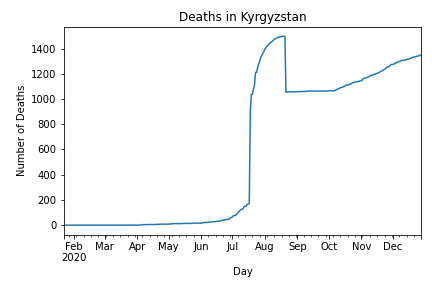 Deaths in Kyrgyzstan
Number of Deaths
1400
1200
1000
800
600
400
200
0
Feb Mar Apr May Jun Jul Aug Sep Oct Nov Dec
2020
Day